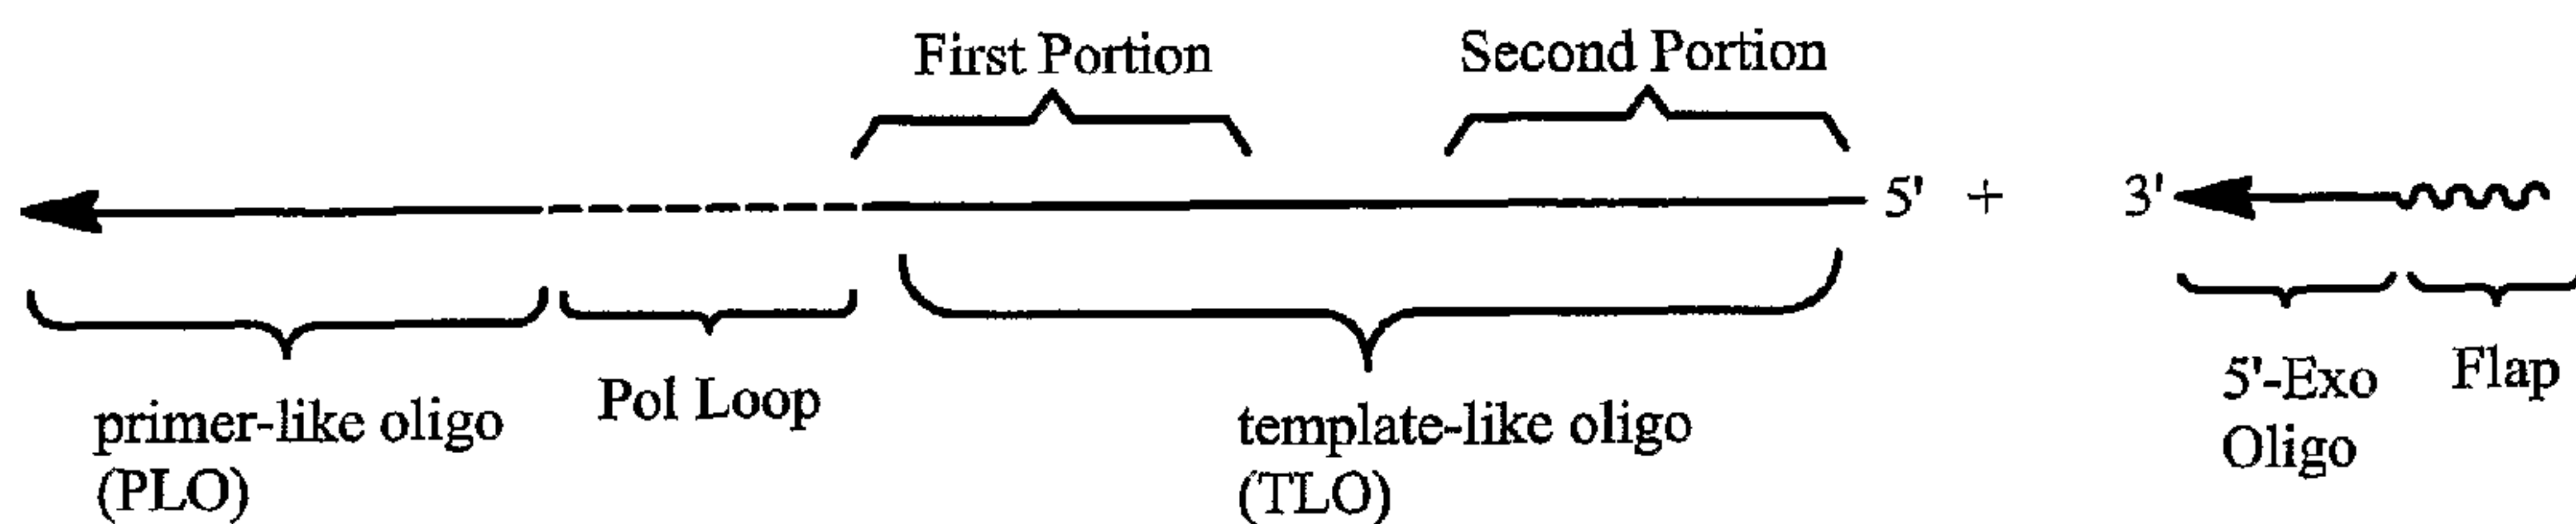 First Portion
Second Portion
5' + 3'
primer-like oligo
(PLO)
Pol Loop
template-like oligo
(TLO)
5'-Exo
Oligo
Flap